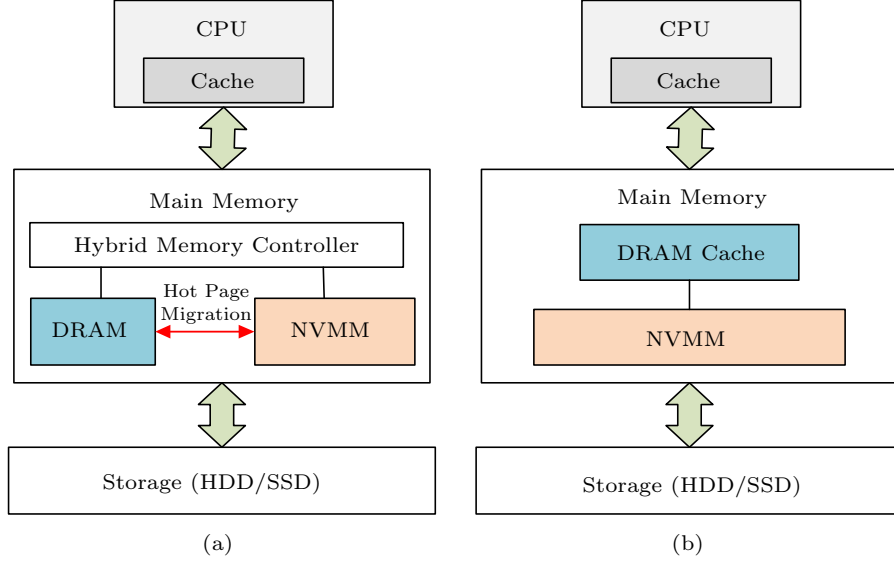 CPU
Cache
Main Memory
Hybrid Memory Controller
Hot Page
Migration
DRAM
NVMM
Storage (HDD/SSD)
(a)
CPU
Cache
Main Memory
DRAM Cache
NVMM
Storage (HDD/SSD)
(b)